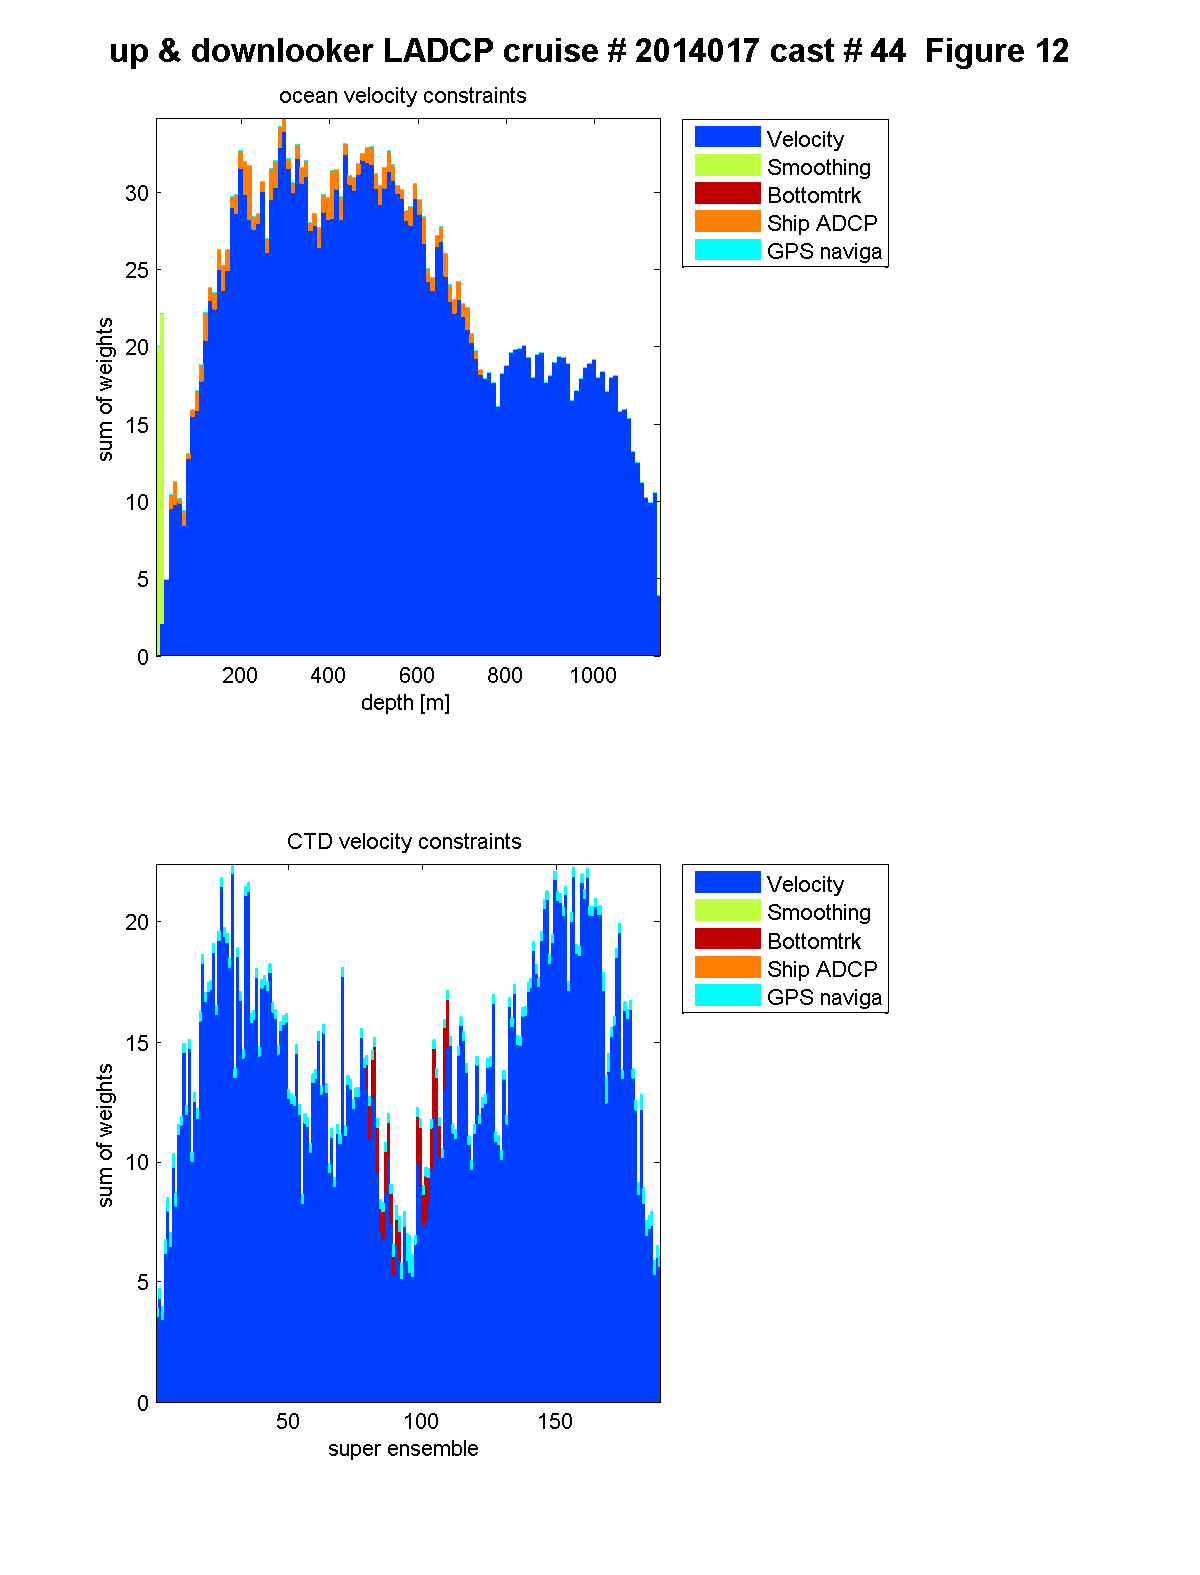 up & downlooker LADCP cruise # 2014017 cast # 44  Figure 12
ocean velocity constraints
Velocity
Smoothing
Bottomtrk
Ship ADCP
GPS naviga
sum of weights
30
25
20
15
10
5
0
200 400 600 800 1000
depth [m]
CTD velocity constraints
Velocity
Smoothing
Bottomtrk
Ship ADCP
GPS naviga
sum of weights
20
15
10
5
0
50 100 150
super ensemble